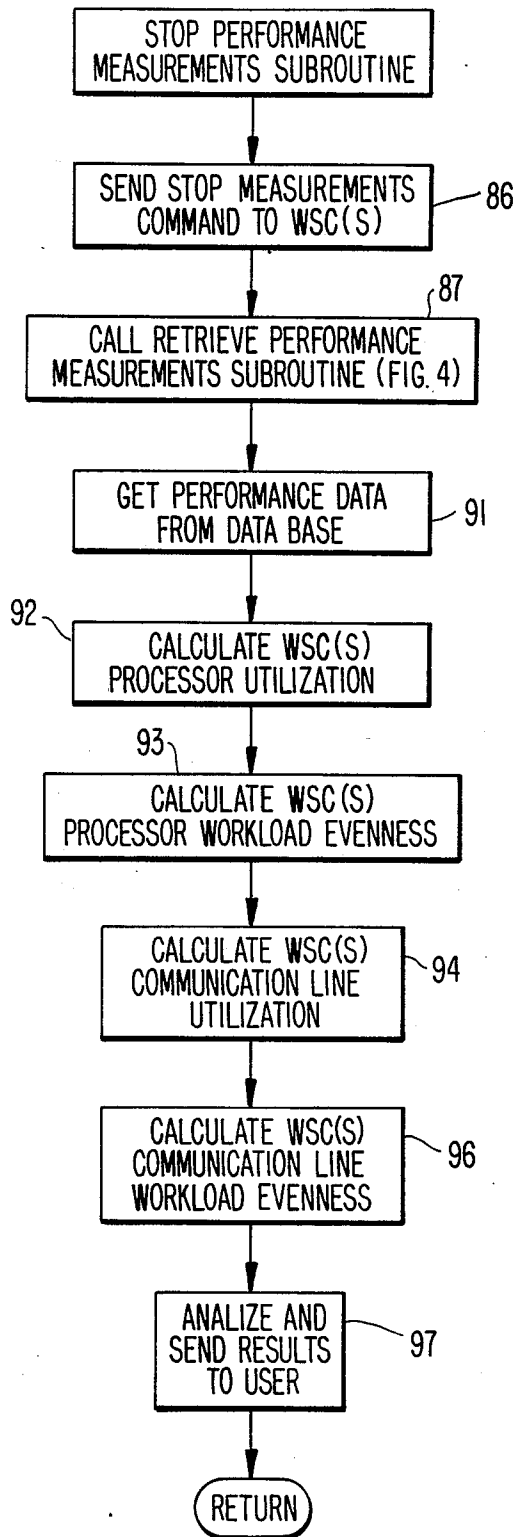 STOP PERFORMANCE
MEASUREMENTS SUBROUTINE
SEND STOP MEASUREMENTS
COMMAND TO WSC(S)
86
87
CALL RETRIEVE PERFORMANCE
MEASUREMENTS SUBROUTINE (FIG. 4)
GET PERFORMANCE DATA
FROM DATA BASE
91
92
CALCULATE WSC(S)
PROCESSOR UTILIZATION
93
CALCULATE WSC(S)
PROCESSOR WORKLOAD EVENNESS
CALCULATE WSC(S)
COMMUNICATION LINE
UTILIZATION
94
CALCULATE WSC(S)
COMMUNICATION LINE
WORKLOAD EVENNESS
96
ANALIZE AND
SEND RESULTS
TO USER
97
RETURN